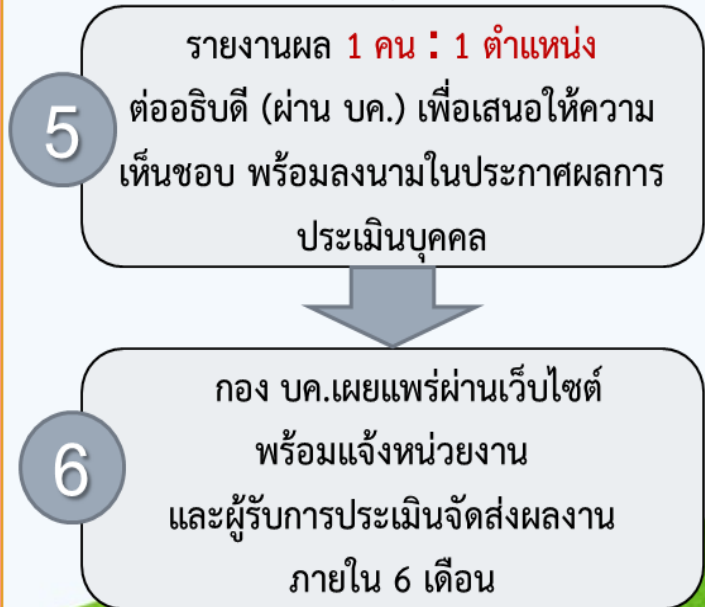 5
รายงานผล 1 คน : 1 ตำแหน่ง
ต่ออธิบดี (ผ่าน บค.) เพื่อเสนอให้ความ
เห็นชอบ พร้อมลงนามในประกาศผลการ
ประเมินบุคคล
6
กอง บค.เผยแพร่ผ่านเว็บไซต์
พร้อมแจ้งหน่วยงาน
และผู้รับการประเมินจัดส่งผลงาน
ภายใน 6 เดือน